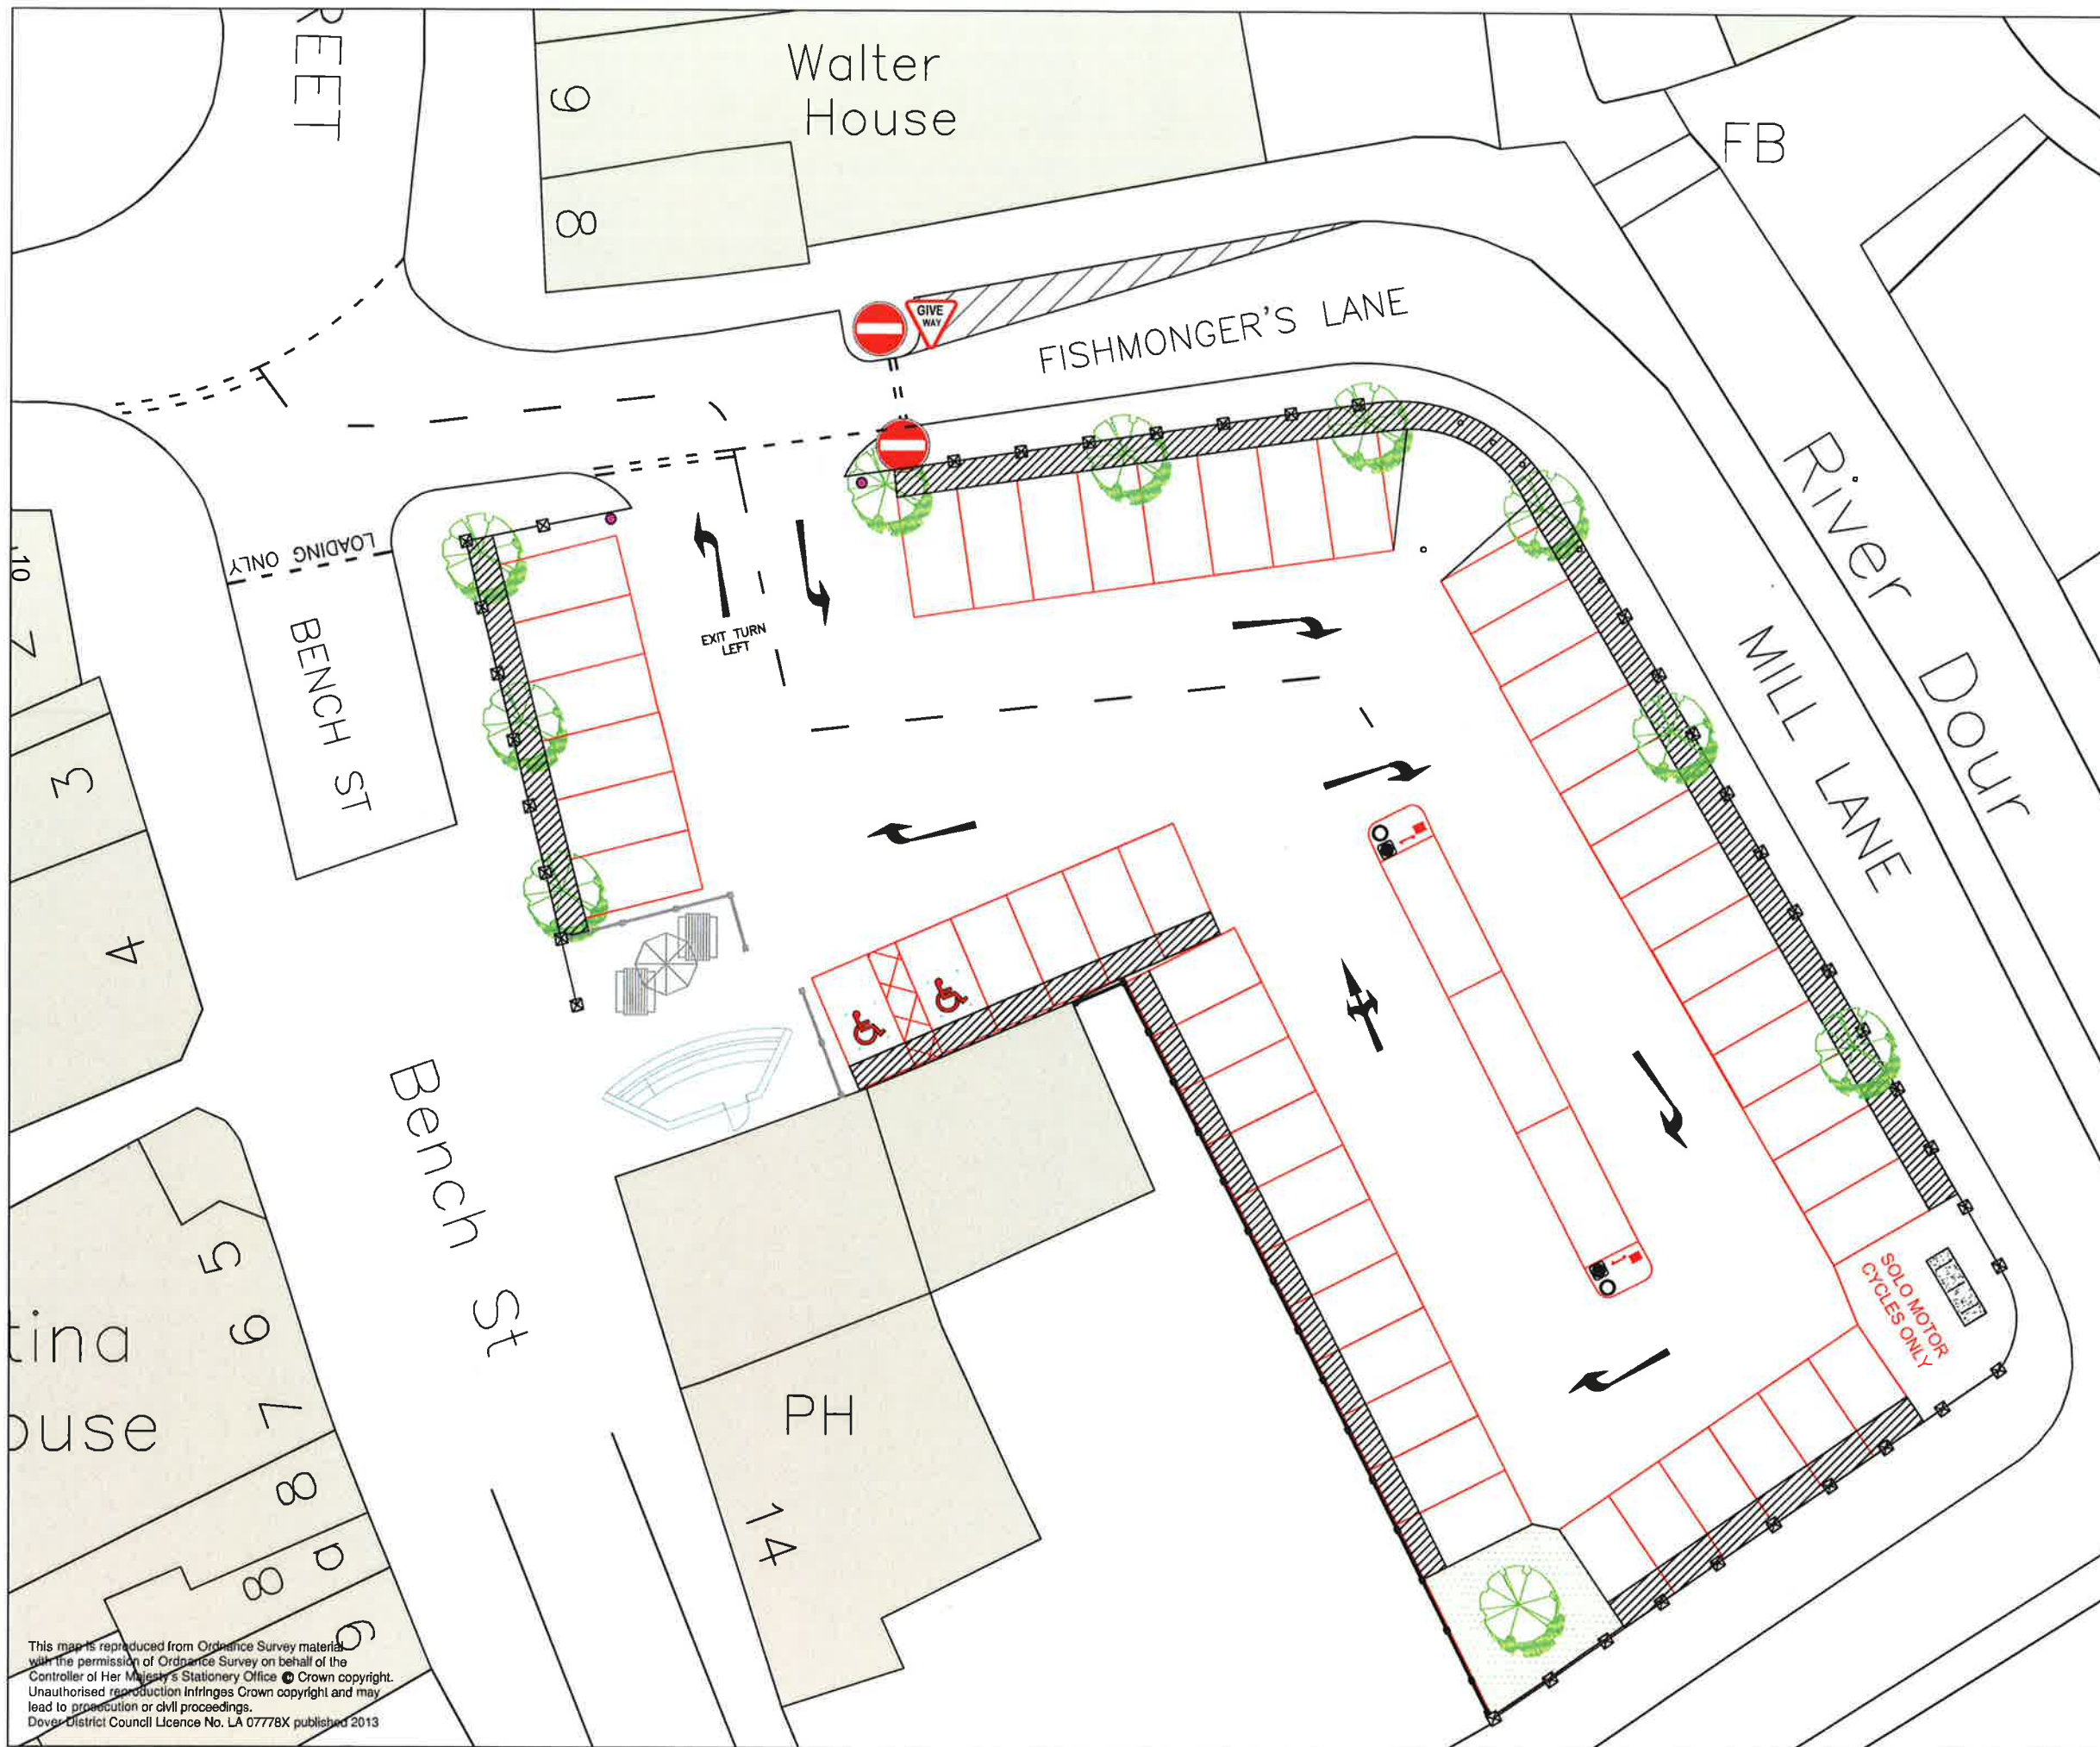 REET
Walter
House
9
8
FB
GIVE
WAY
FISHMONGER'S LANE
River Dour
MILL LANE
LOADING ONLY
BENCH ST
EXIT TURN
LEFT
10
2
3
4
Bench St
5
6
7
8
8
a
9
tina
ouse
PH
14
SOLO MOTOR
CYCLES ONLY
This map is reproduced from Ordnance Survey material
with the permission of Ordnance Survey on behalf of the
Controller of Her Majesty's Stationery Office © Crown copyright.
Unauthorised reproduction infringes Crown copyright and may
lead to prosecution or civil proceedings.
Dover District Council Licence No. LA 07778X published 2013